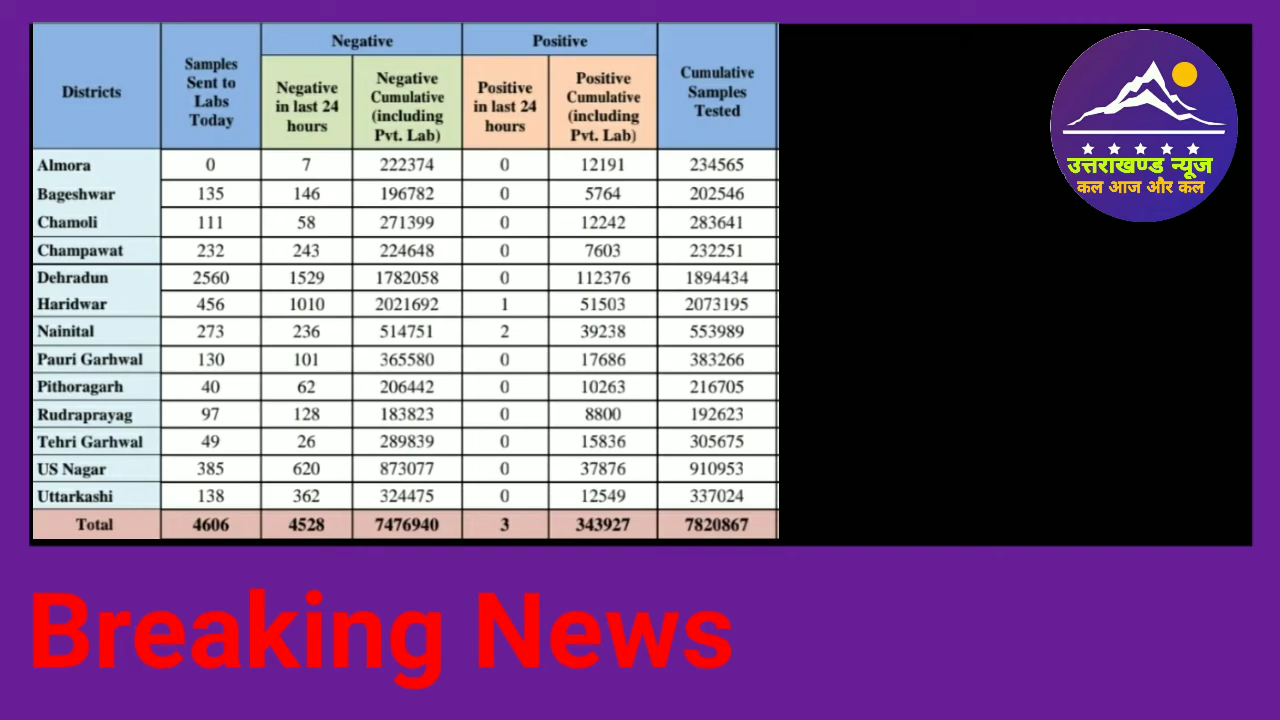 Districts Samples Sent to Labs Today Negative Positive Cumulative Samples Tested
Negative in last 24 hours Negative Cumulative (including Pvt. Lab) Positive in last 24 hours Positive Cumulative (including Pvt. Lab)
Almora 0 7 222374 0 12191 234565
Bageshwar 135 146 196782 0 5764 202546
Chamoli 111 58 271399 0 12242 283641
Champawat 232 243 224648 0 7603 232251
Dehradun 2560 1529 1782058 0 112376 1894434
Haridwar 456 1010 2021692 1 51503 2073195
Nainital 273 236 514751 2 39238 553989
Pauri Garhwal 130 101 365580 0 17686 383266
Pithoragarh 40 62 206442 0 10263 216705
Rudraprayag 97 128 183823 0 8800 192623
Tehri Garhwal 49 26 289839 0 15836 305675
US Nagar 385 620 873077 0 37876 910953
Uttarkashi 138 362 324475 0 12549 337024
Total 4606 4528 7476940 3 343927 7820867
उत्तराखण्ड न्यूज
कल आज और कल
Breaking News